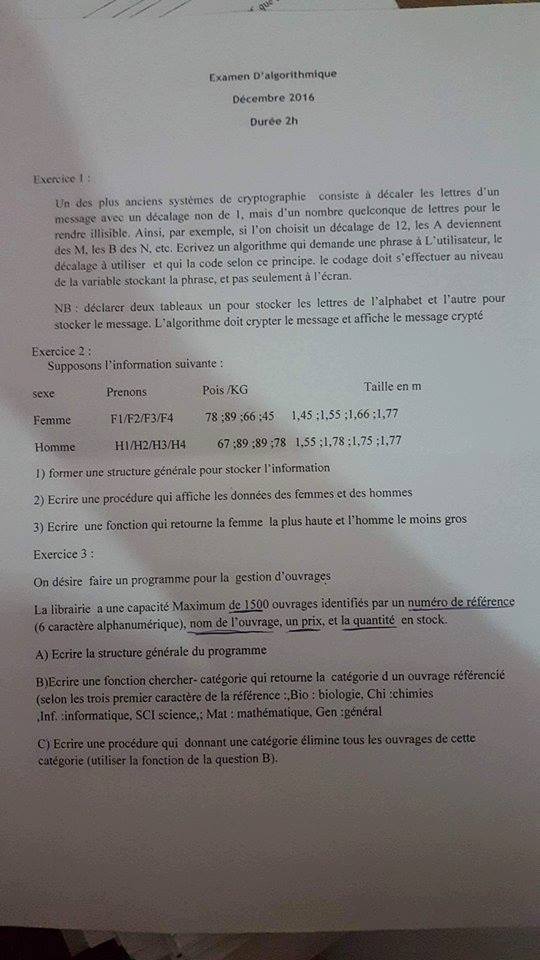 que
Examen D'algorithmique
Décembre 2016
Durée 2h
Exercice 1 :
Un des plus anciens systèmes de cryptographie consiste à décaler les lettres d'un
message avec un décalage non de 1, mais d'un nombre quelconque de lettres pour le
rendre illisible. Ainsi, par exemple, si l'on choisit un décalage de 12, les A deviennent
des M, les B des N, etc. Ecrivez un algorithme qui demande une phrase à L'utilisateur, le
décalage à utiliser et qui la code selon ce principe. le codage doit s'effectuer au niveau
de la variable stockant la phrase, et pas seulement à l'écran.
NB : déclarer deux tableaux un pour stocker les lettres de l'alphabet et l'autre pour
stocker le message. L'algorithme doit crypter le message et affiche le message crypté
Exercice 2 :
Supposons l'information suivante :
sexe Prenons Pois /KG Taille en m
Femme F1/F2/F3/F4 78 ;89 ;66 ;45 1,45 ;1,55 ;1,66 ;1,77
Homme H1/H2/H3/H4 67 ;89 ;89 ;78 1,55 ;1,78 ;1,75 ;1,77
1) former une structure générale pour stocker l'information
2) Ecrire une procédure qui affiche les données des femmes et des hommes
3) Ecrire une fonction qui retourne la femme la plus haute et l'homme le moins gros
Exercice 3 :
On désire faire un programme pour la gestion d'ouvrages
La librairie a une capacité Maximum de 1500 ouvrages identifiés par un numéro de référence
(6 caractère alphanumérique), nom de l'ouvrage, un prix, et la quantité en stock.
A) Ecrire la structure générale du programme
B)Ecrire une fonction chercher- catégorie qui retourne la catégorie d un ouvrage référencié
(selon les trois premier caractère de la référence :,Bio : biologie, Chi :chimies
,Inf. :informatique, SCI science,; Mat : mathématique, Gen :général
C) Ecrire une procédure qui donnant une catégorie élimine tous les ouvrages de cette
catégorie (utiliser la fonction de la question B).